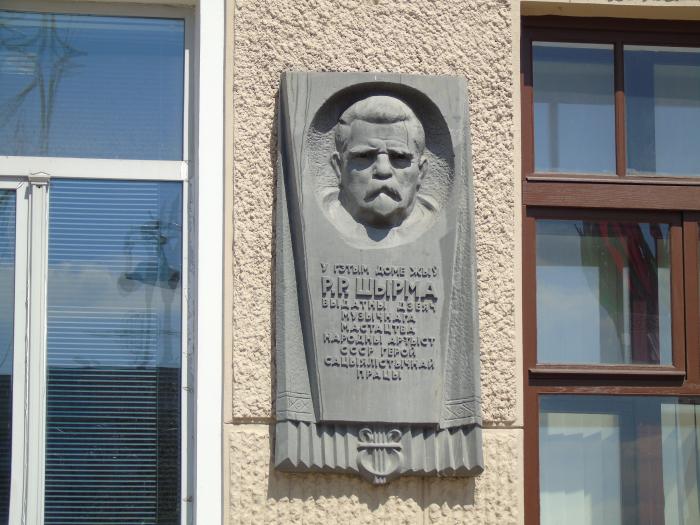 У ГЭТЫМ ДОМЕ ЖЫЎ
Р.Р. ШЫРМА
ВЫДАТНЫ ДЗЕЯЧ
МУЗЫЧНАГА
МАСТАЦТВА
НАРОДНЫ АРТЫСТ
СССР ГЕРОЙ
САЦЫЯЛІСТЫЧНАЙ
ПРАЦЫ